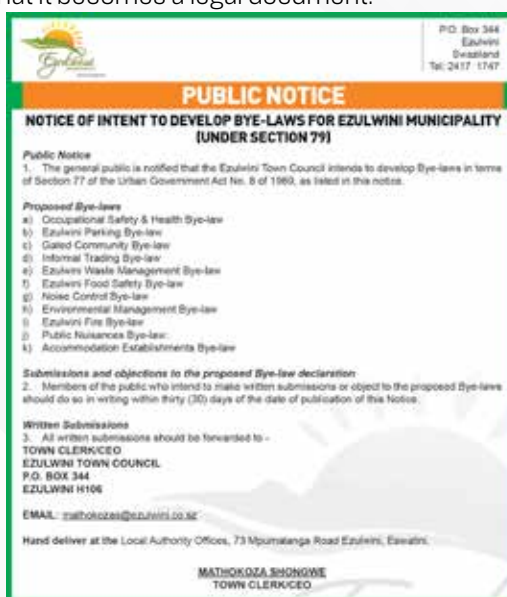 it becomes a legal document.
Ezulwini
P.O. Box 344
Ezulwini
Swaziland
Tel: 2417 1747
PUBLIC NOTICE
NOTICE OF INTENT TO DEVELOP BYE-LAWS FOR EZULWINI MUNICIPALITY
(UNDER SECTION 79)
Public Notice
1. The general public is notified that the Ezulwini Town Council intends to develop Bye-laws in terms
of Section 77 of the Urban Government Act No. 8 of 1969, as listed in this notice.
Proposed Bye-laws
a) Occupational Safety & Health Bye-law
b) Ezulwini Parking Bye-law
c) Gated Community Bye-law
d) Informal Trading Bye-law
e) Ezulwini Waste Management Bye-law
f) Ezulwini Food Safety Bye-law
g) Noise Control Bye-law
h) Environmental Management Bye-law
i) Ezulwini Fire Bye-law
j) Public Nuisances Bye-law
k) Accommodation Establishments Bye-law
Submissions and objections to the proposed Bye-law declaration
2. Members of the public who intend to make written submissions or object to the proposed Bye-laws
should do so in writing within thirty (30) days of the date of publication of this Notice.
Written Submissions
3. All written submissions should be forwarded to -
TOWN CLERK/CEO
EZULWINI TOWN COUNCIL
P.O. BOX 344
EZULWINI H106
EMAIL: mathokozas@ezulwini.co.sz
Hand deliver at the Local Authority Offices, 73 Mpumalanga Road Ezulwini, Eswatini.
MATHOKOZA SHONGWE
TOWN CLERK/CEO